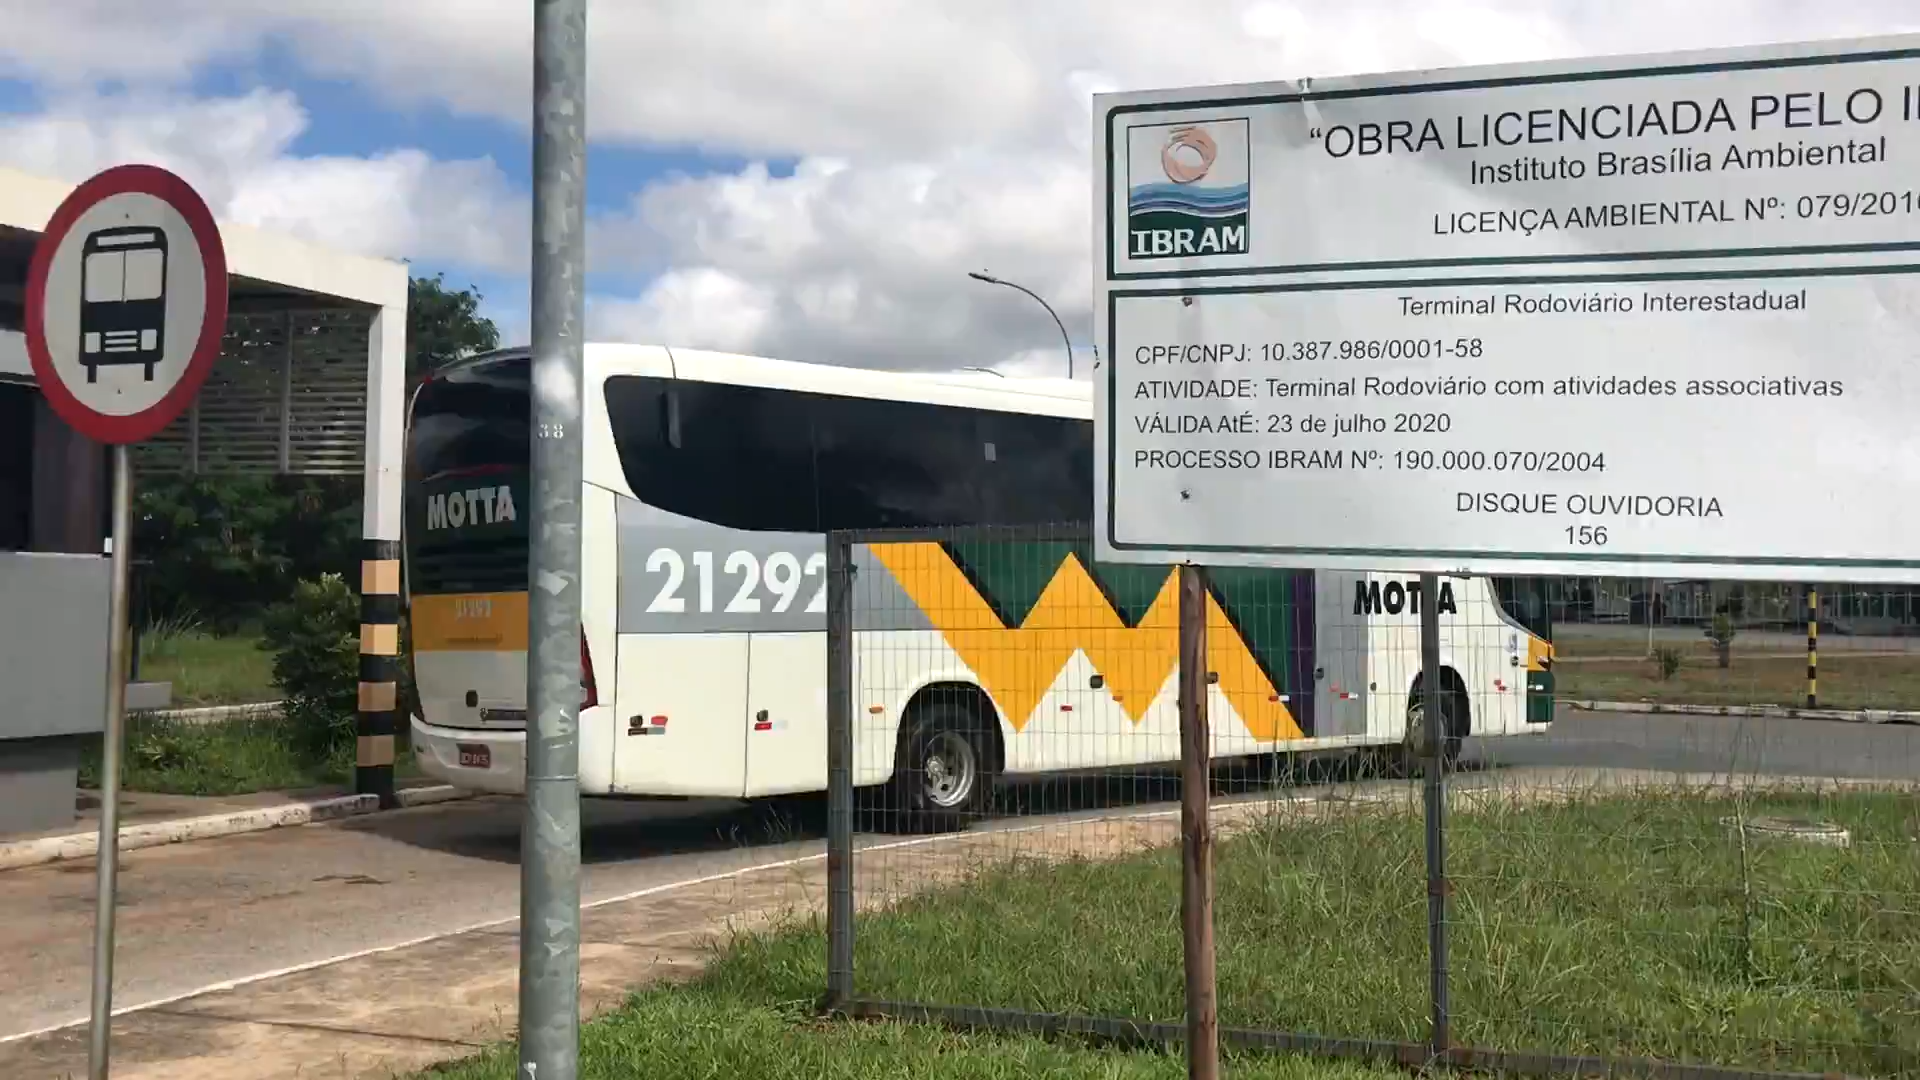 "OBRA LICENCIADA PELO
Instituto Brasília Ambiental
LICENÇA AMBIENTAL Nº: 079/201
IBRAM
Terminal Rodoviário Interestadual
CPF/CNPJ: 10.387.986/0001-58
ATIVIDADE: Terminal Rodoviário com atividades associativas
VÁLIDA AtÉ: 23 de julho 2020
PROCESSO IBRAM Nº: 190.000.070/2004
DISQUE OUVIDORIA
156
38
MOTTA
21292
21292
MOTTA